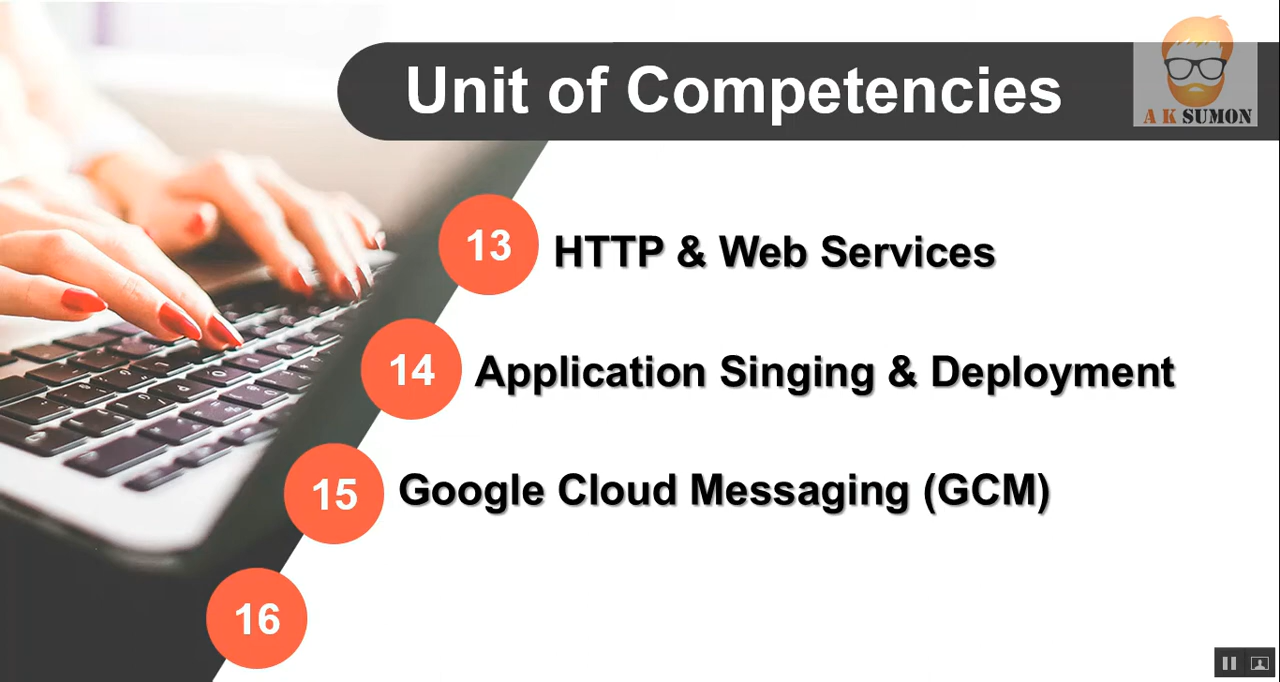 Unit of Competencies
A K SUMON
13 HTTP & Web Services
14 Application Singing & Deployment
15 Google Cloud Messaging (GCM)
16